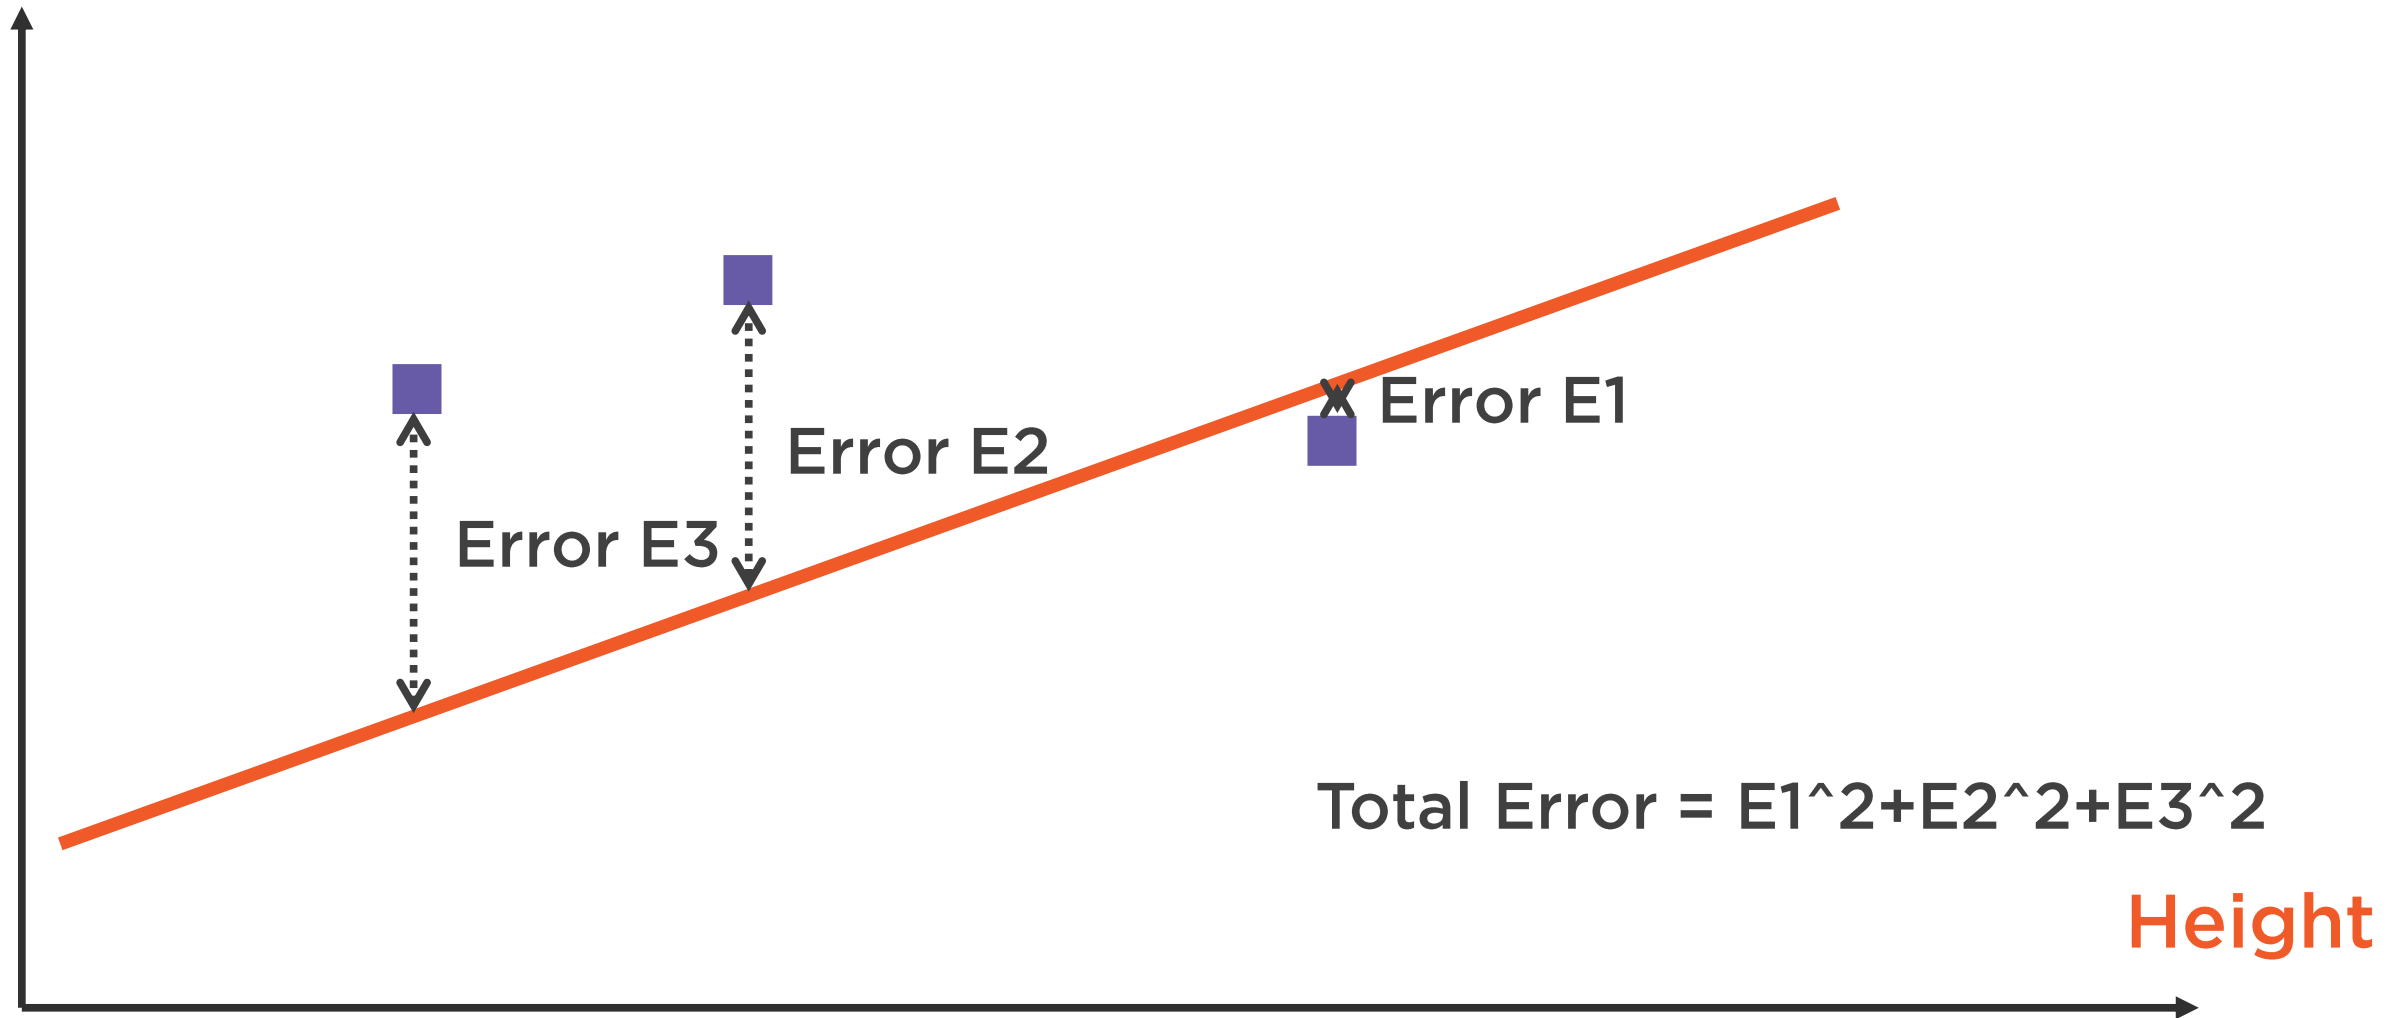 Error E1
Error E2
Error E3
Total Error = E1^2+E2^2+E3^2
Height